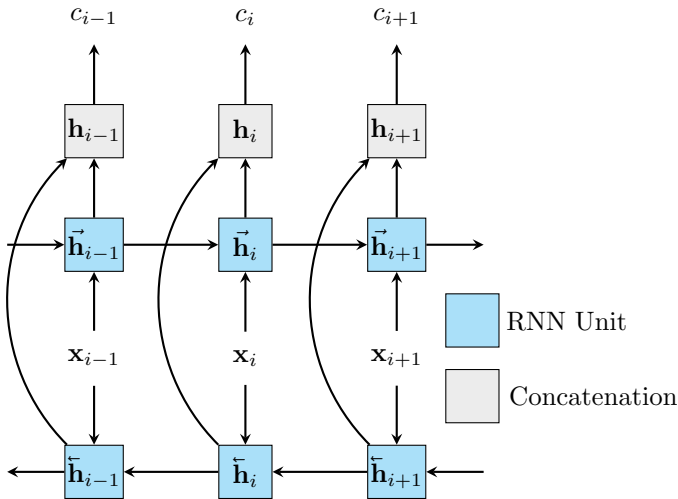 c_{i−1} c_i c_{i+1}
h_{i−1} h_i h_{i+1}
h⃗_{i−1} h⃗_i h⃗_{i+1}
RNN Unit
x_{i−1} x_i x_{i+1}
Concatenation
h⃖_{i−1} h⃖_i h⃖_{i+1}